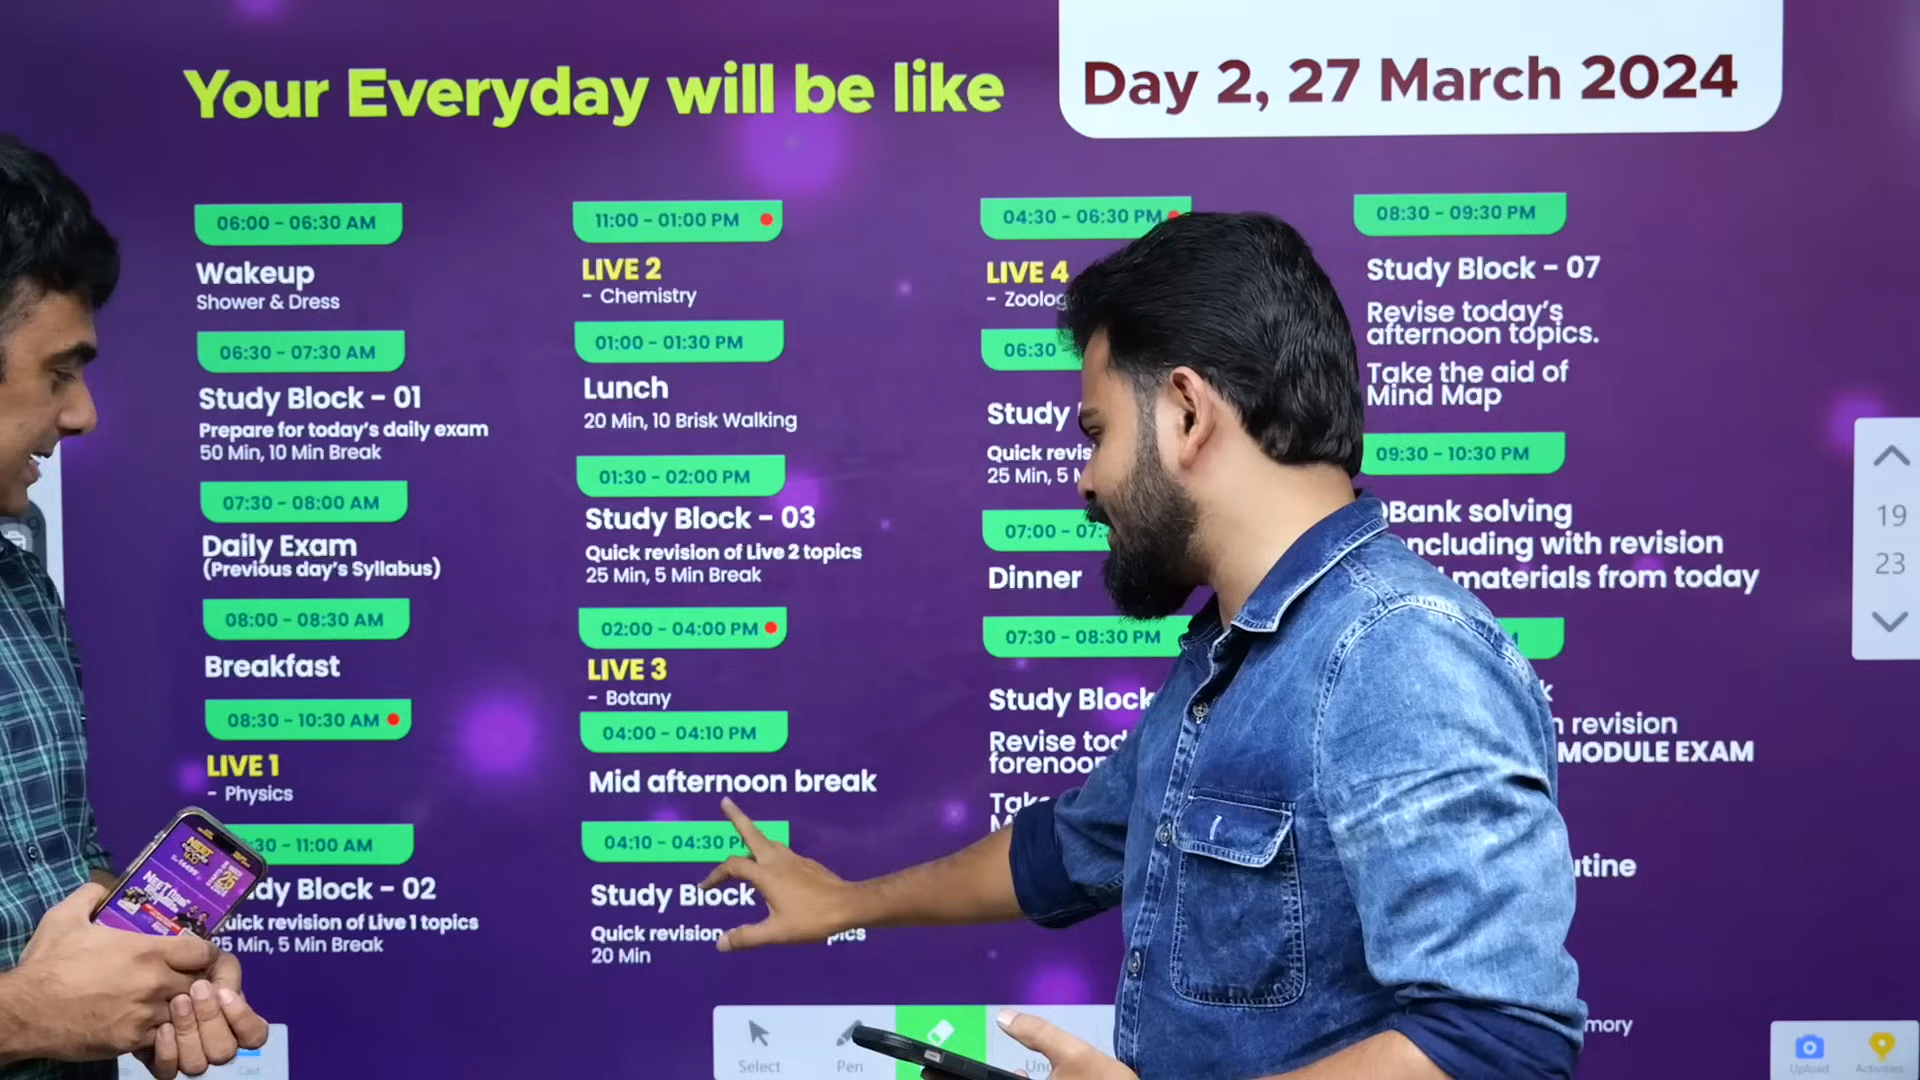 Your Everyday will be like
Day 2, 27 March 2024
06:00 - 06:30 AM
Wakeup
Shower & Dress
06:30 - 07:30 AM
Study Block - 01
Prepare for today's daily exam
50 Min, 10 Min Break
07:30 - 08:00 AM
Daily Exam
(Previous day's Syllabus)
08:00 - 08:30 AM
Breakfast
08:30 - 10:30 AM
LIVE 1
- Physics
- 11:00 AM
Block - 02
revision of Live 1 topics
Min, 5 Min Break
11:00 - 01:00 PM
LIVE 2
- Chemistry
01:00 - 01:30 PM
Lunch
20 Min, 10 Brisk Walking
01:30 - 02:00 PM
Study Block - 03
Quick revision of Live 2 topics
25 Min, 5 Min Break
02:00 - 04:00 PM
LIVE 3
- Botany
04:00 - 04:10 PM
Mid afternoon break
04:10 - 04:30
Study Block
Quick revision
20 Min
04:30 - 06:30 PM
LIVE 4
06:30 -
Study
Quick
25 Min, 5
07:00 -
Dinner
07:30 - 08:30 PM
Study Block
Revise
08:30 - 09:30 PM
Study Block - 07
Revise today's
afternoon topics.
Take the aid of
Mind Map
09:30 - 10:30 PM
solving
with revision
materials from today
revision
MODULE EXAM
19
23
Select
Pen
Upload
Activities